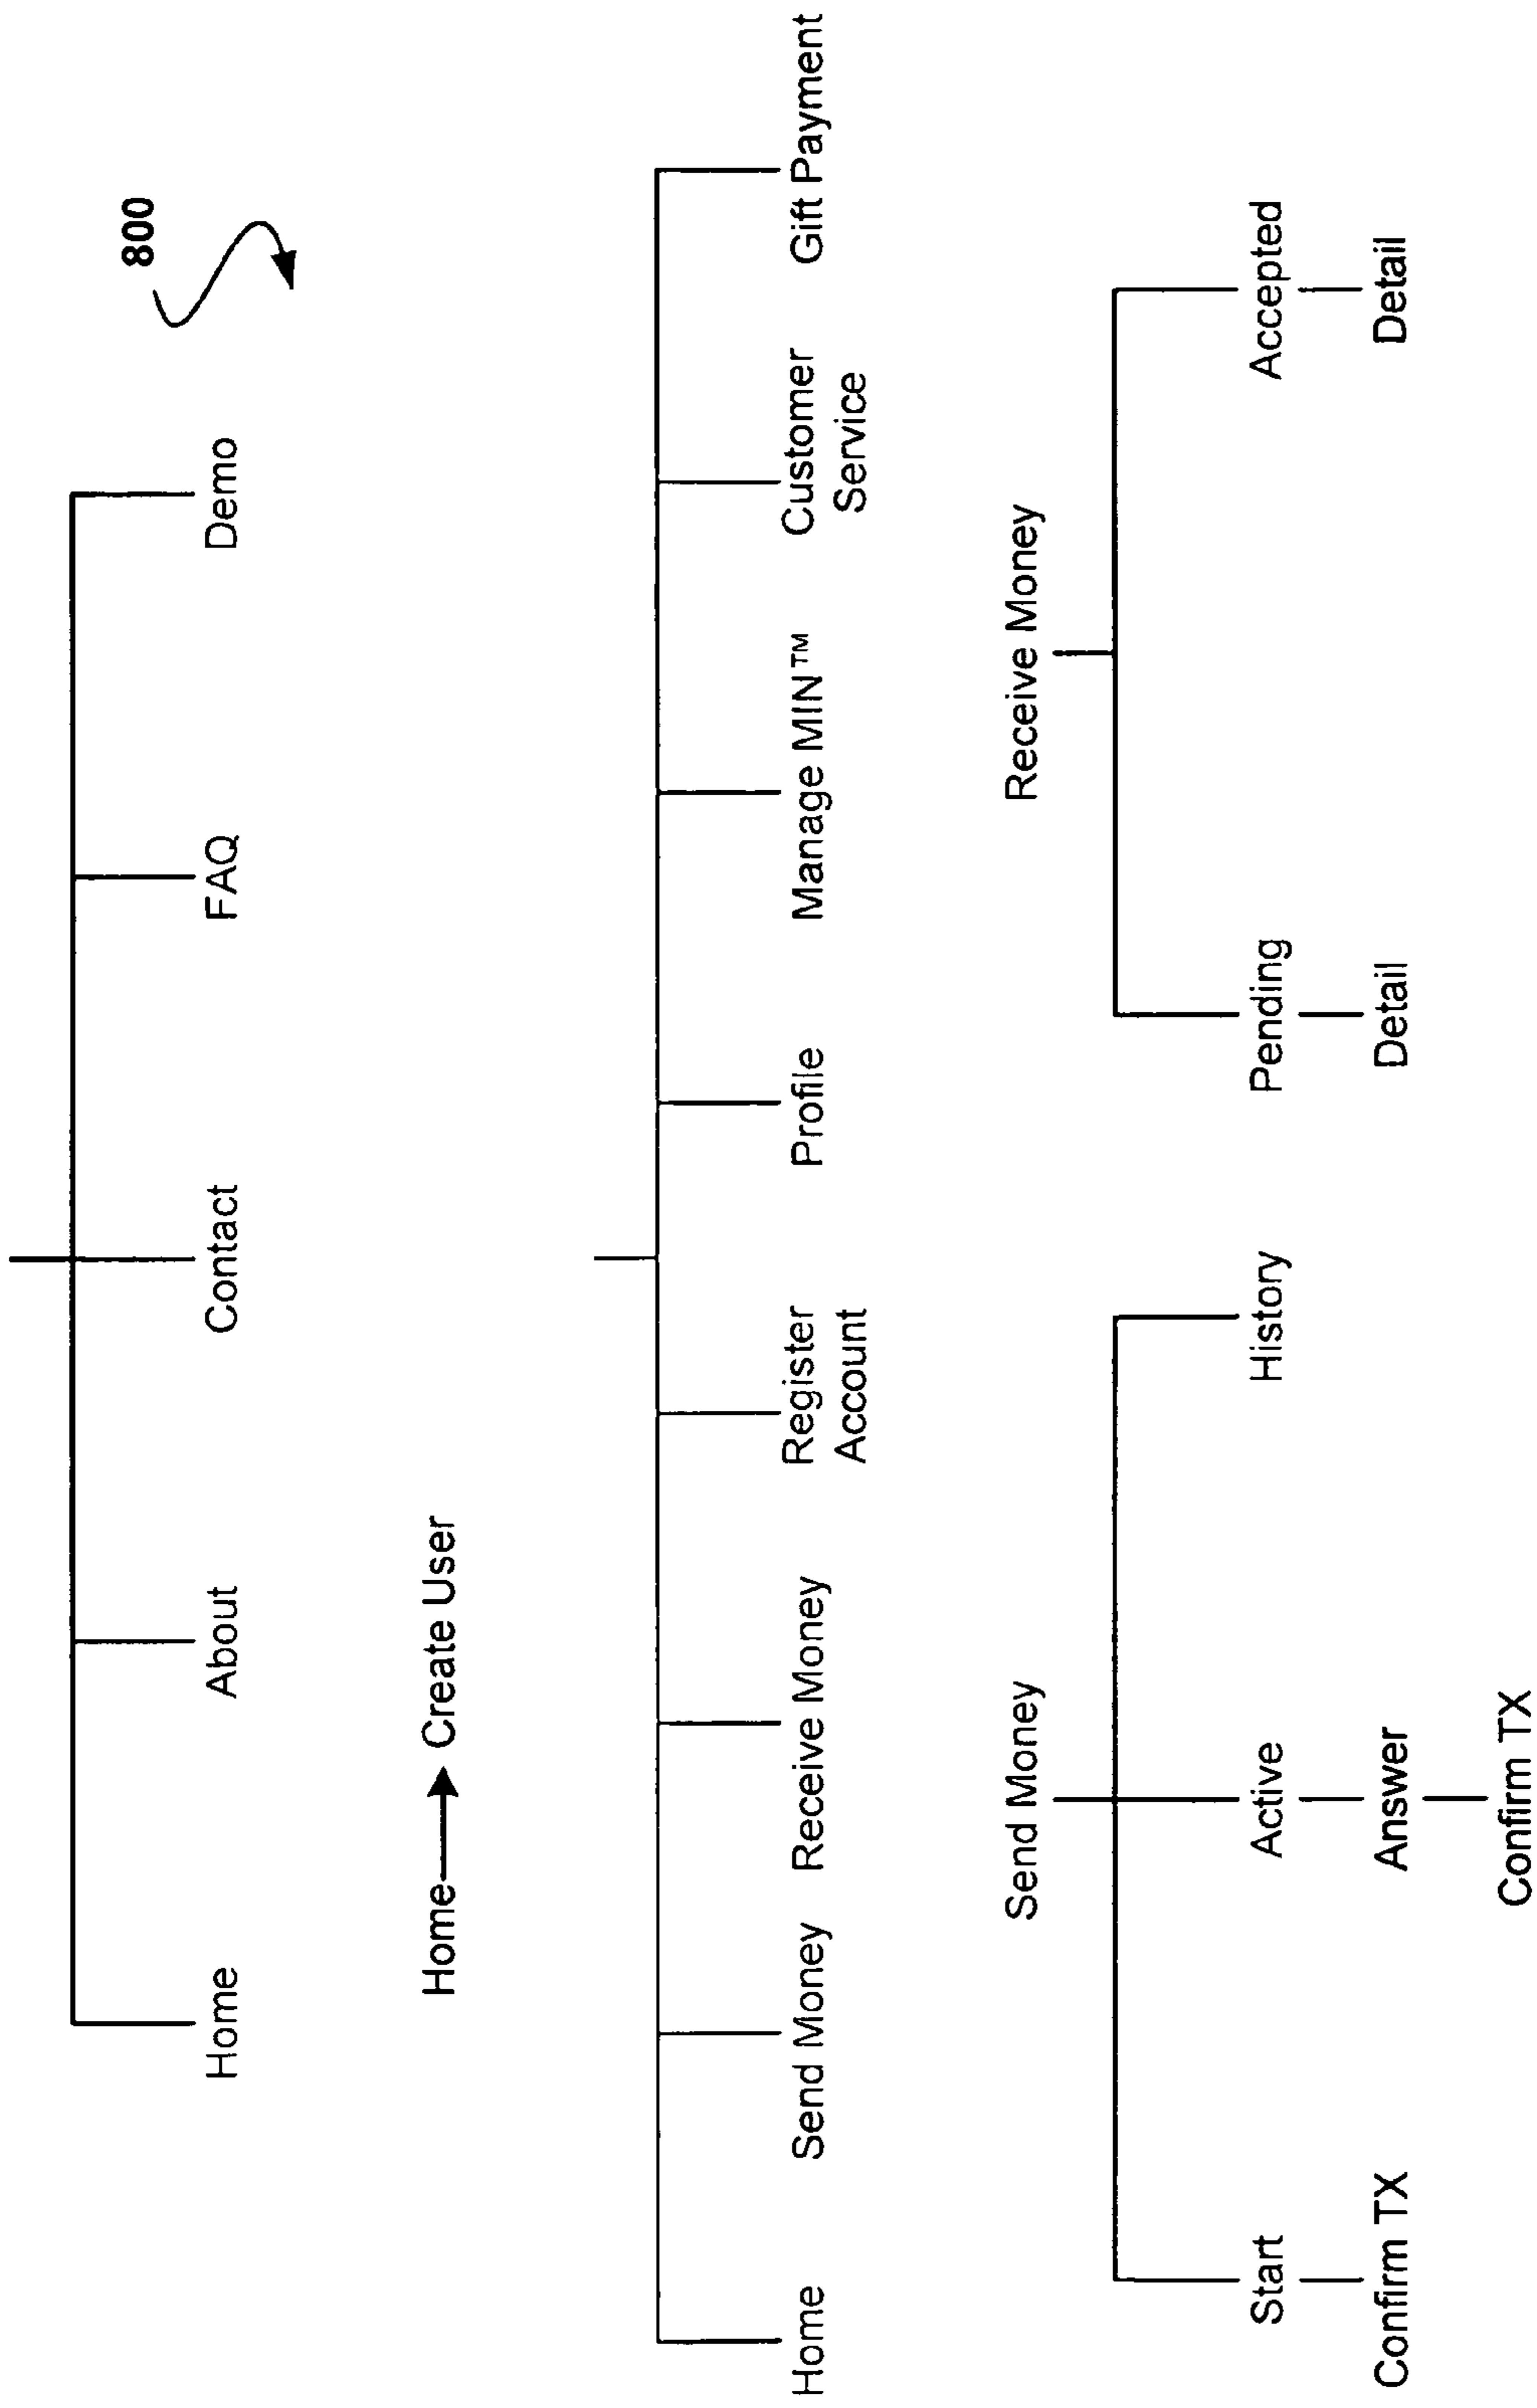 800
Home About Contact FAQ Demo
Home Create User
Home Send Money Receive Money Register Account Profile Manage MIN™ Customer Service Gift Payment
Send Money Receive Money
Start Active History Pending Accepted
Confirm TX Answer Detail Detail
Confirm TX